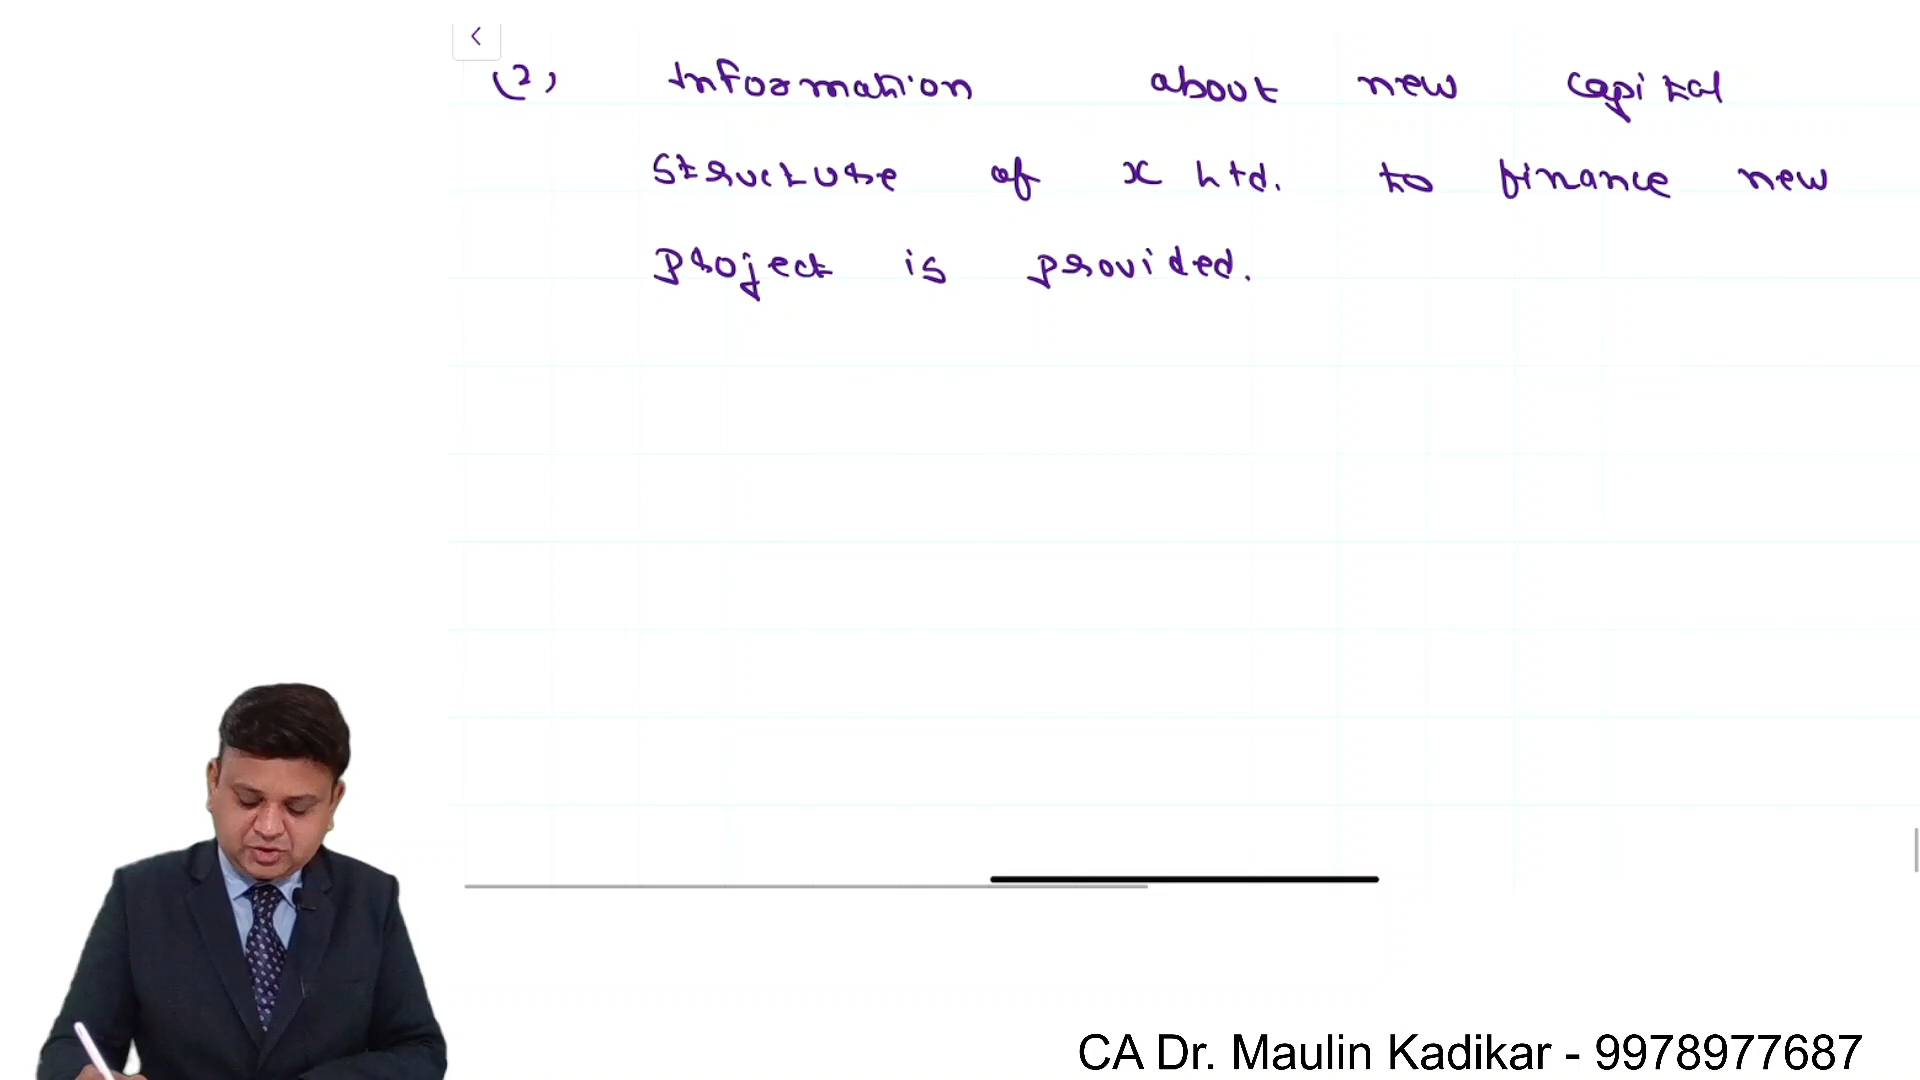 (2) Information about new capital
structure of x Ltd. to finance new
project is provided.
CA Dr. Maulin Kadikar - 9978977687